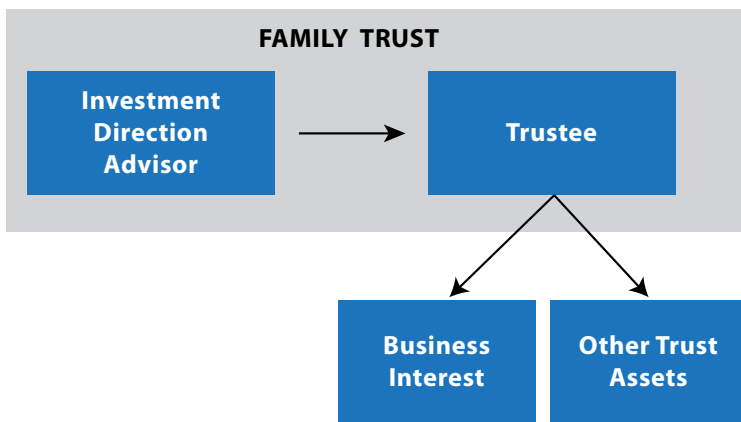 FAMILY TRUST
Investment
Direction
Advisor
Trustee
Business
Interest
Other Trust
Assets